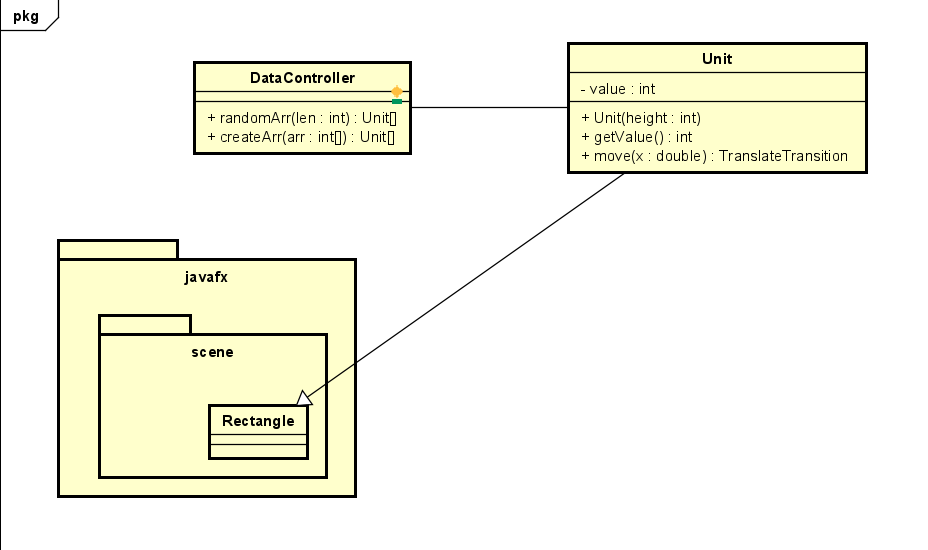 pkg
DataController
+ randomArr(len : int) : Unit[]
+ createArr(arr : int[]) : Unit[]
Unit
- value : int
+ Unit(height : int)
+ getValue() : int
+ move(x : double) : TranslateTransition
javafx
scene
Rectangle